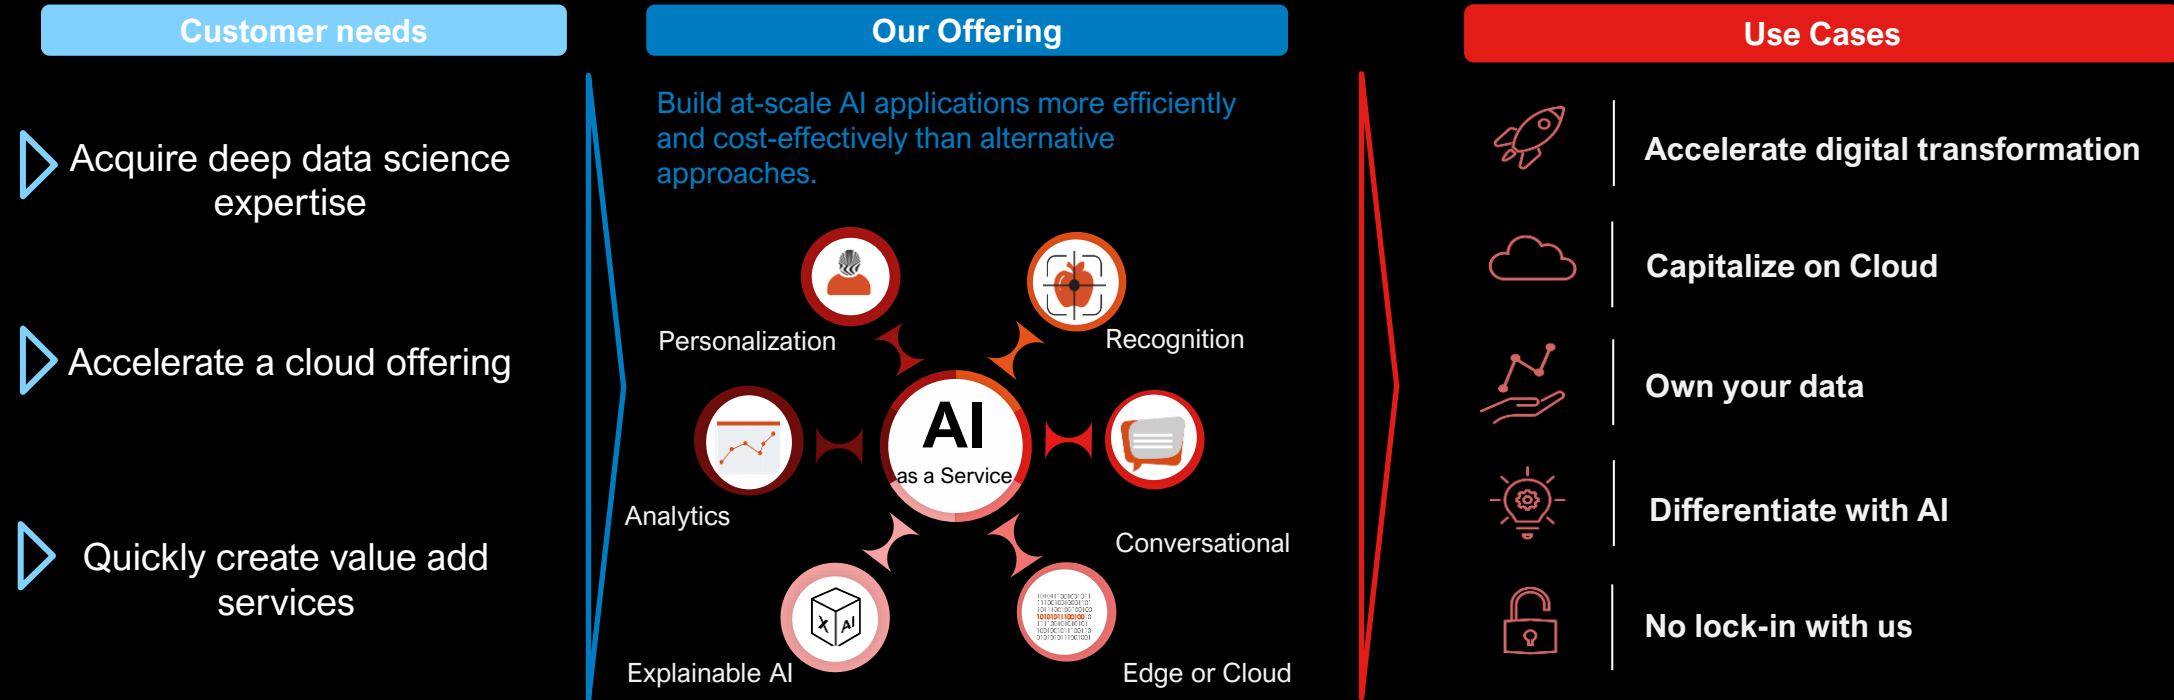 Customer needs
Acquire deep data science
expertise
Accelerate a cloud offering
Quickly create value add
services
Our Offering
Build at-scale AI applications more efficiently
and cost-effectively than alternative
approaches.
Personalization
Recognition
AI
as a Service
Analytics
Conversational
X AI
Explainable AI
Edge or Cloud
Use Cases
Accelerate digital transformation
Capitalize on Cloud
Own your data
Differentiate with AI
No lock-in with us